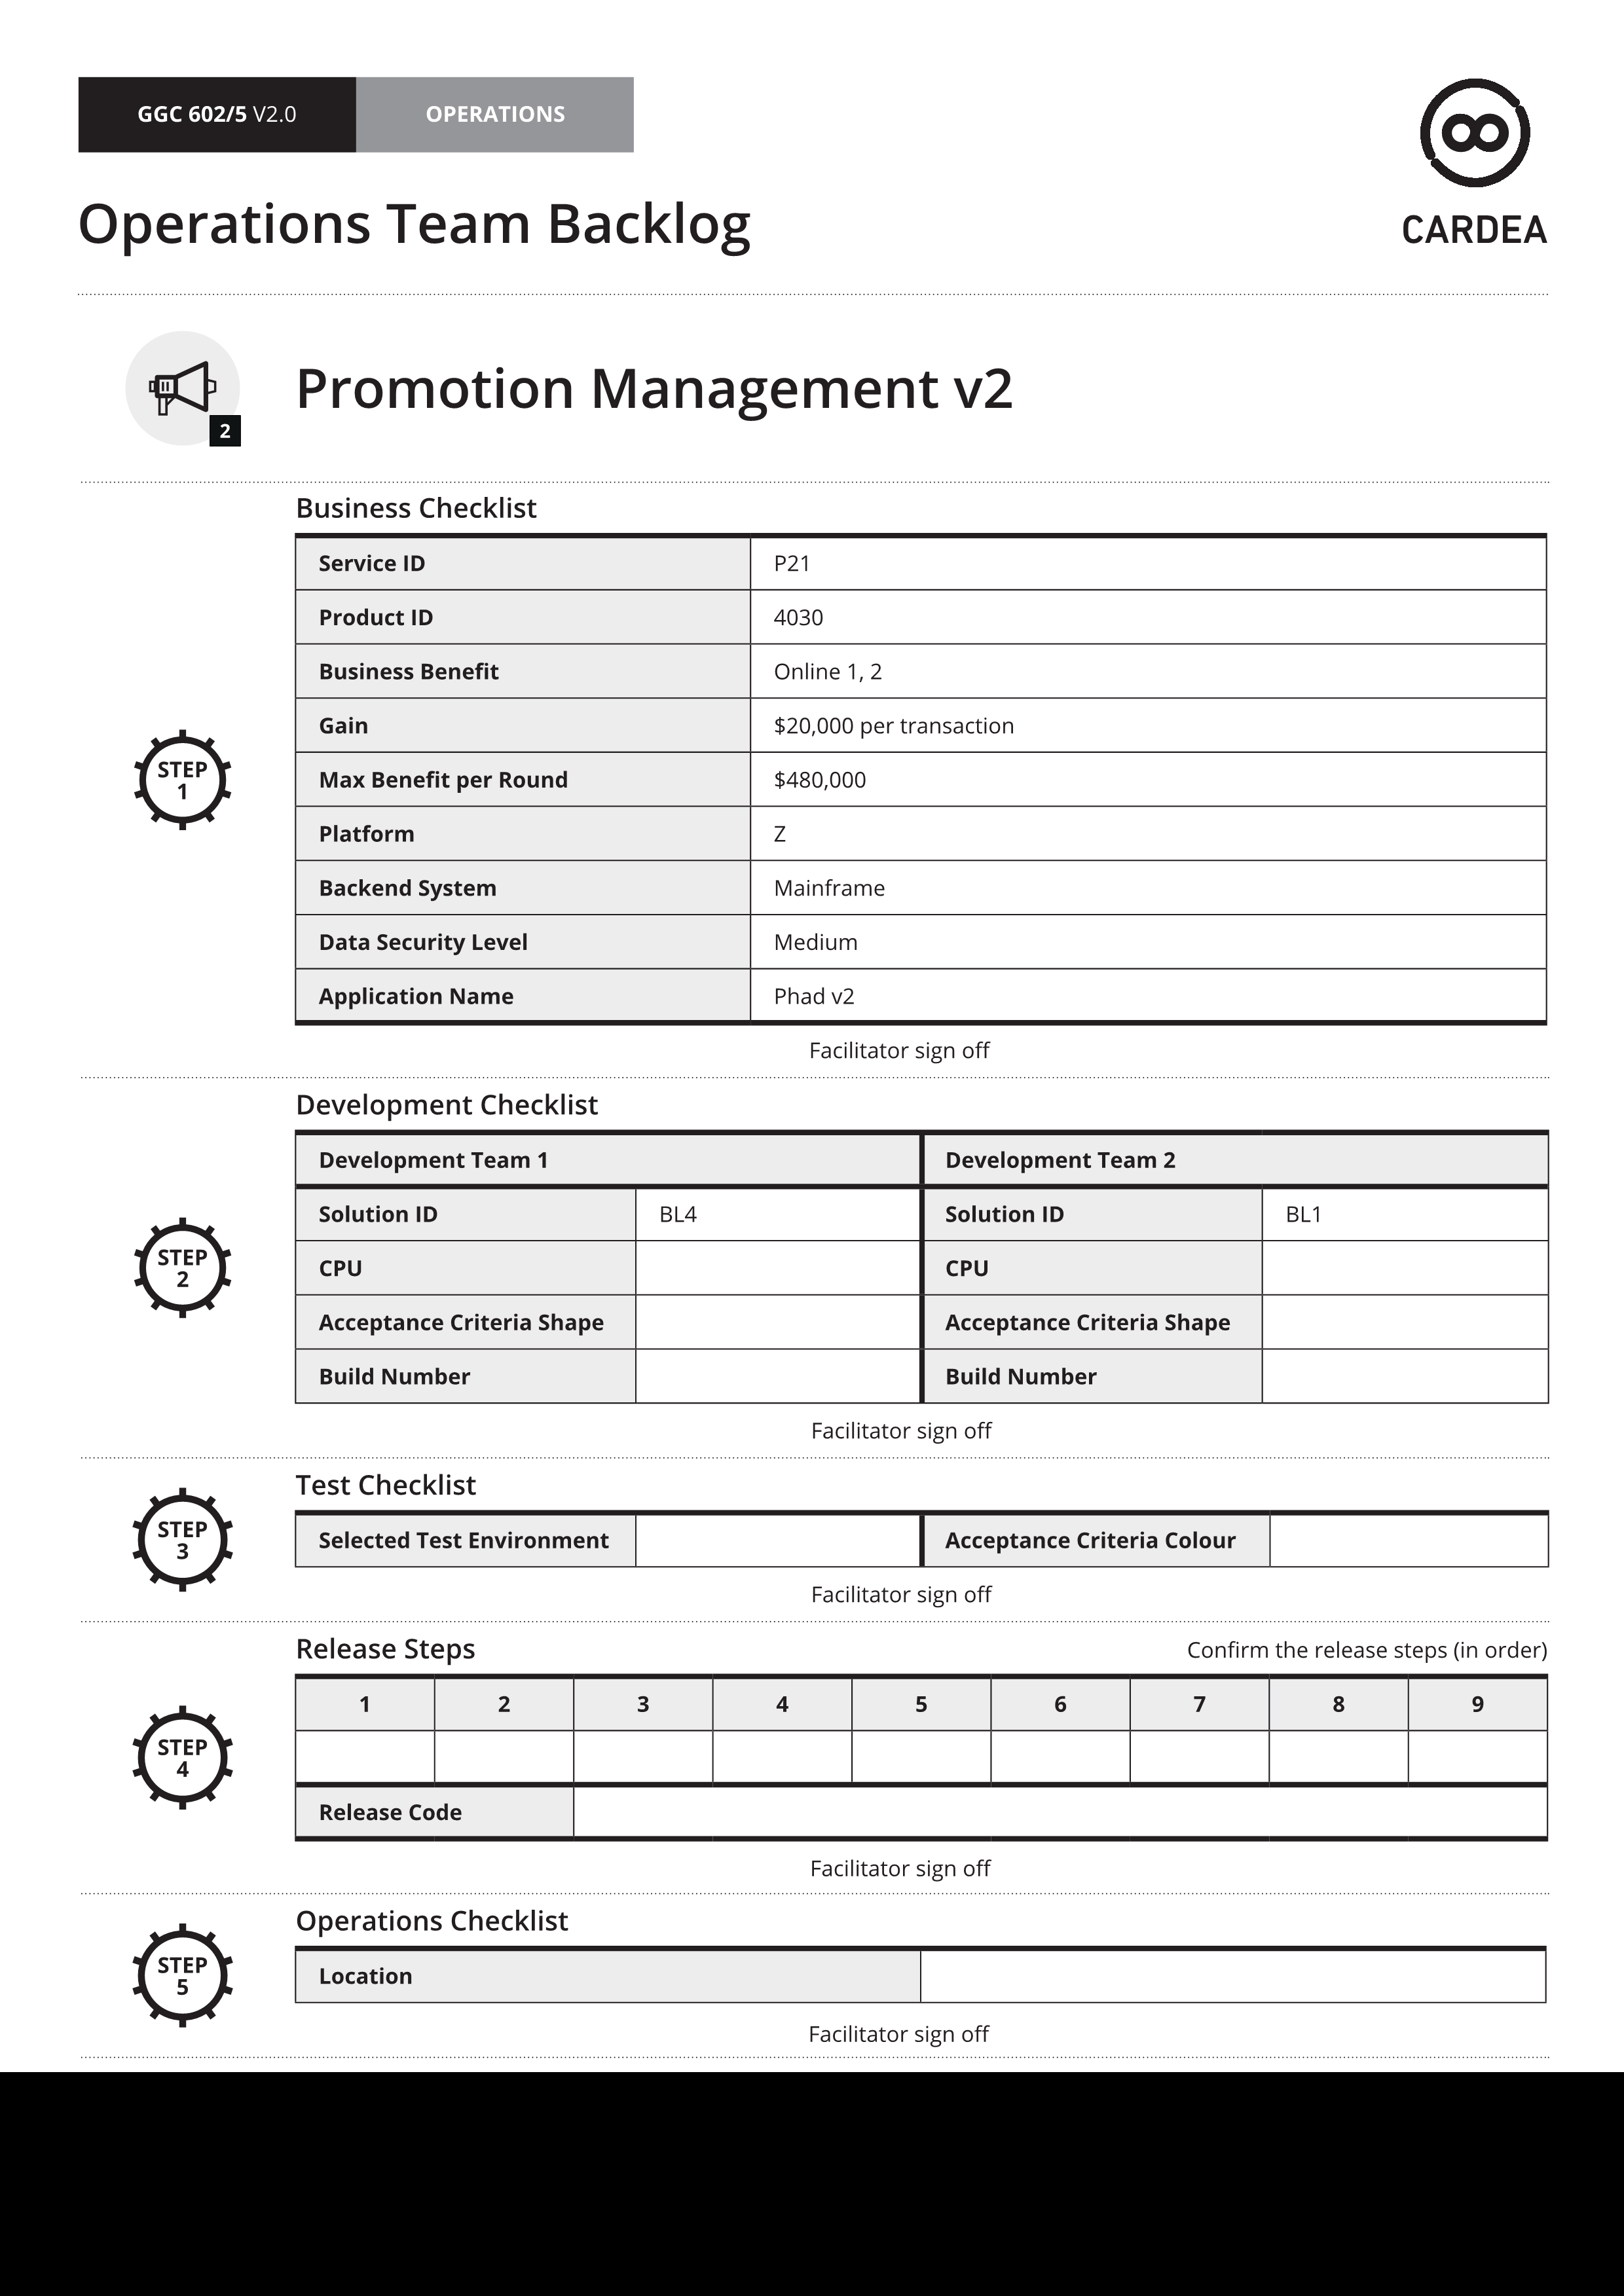 GGC 602/5 V2.0 OPERATIONS
CARDEA
Operations Team Backlog
2
Promotion Management v2
Business Checklist
STEP 1
Service ID P21
Product ID 4030
Business Benefit Online 1, 2
Gain $20,000 per transaction
Max Benefit per Round $480,000
Platform Z
Backend System Mainframe
Data Security Level Medium
Application Name Phad v2
Facilitator sign off
Development Checklist
STEP 2
Development Team 1 Development Team 2
Solution ID BL4 Solution ID BL1
CPU CPU
Acceptance Criteria Shape Acceptance Criteria Shape
Build Number Build Number
Facilitator sign off
Test Checklist
STEP 3
Selected Test Environment Acceptance Criteria Colour
Facilitator sign off
Release Steps Confirm the release steps (in order)
STEP 4
1 2 3 4 5 6 7 8 9
Release Code
Facilitator sign off
Operations Checklist
STEP 5
Location
Facilitator sign off